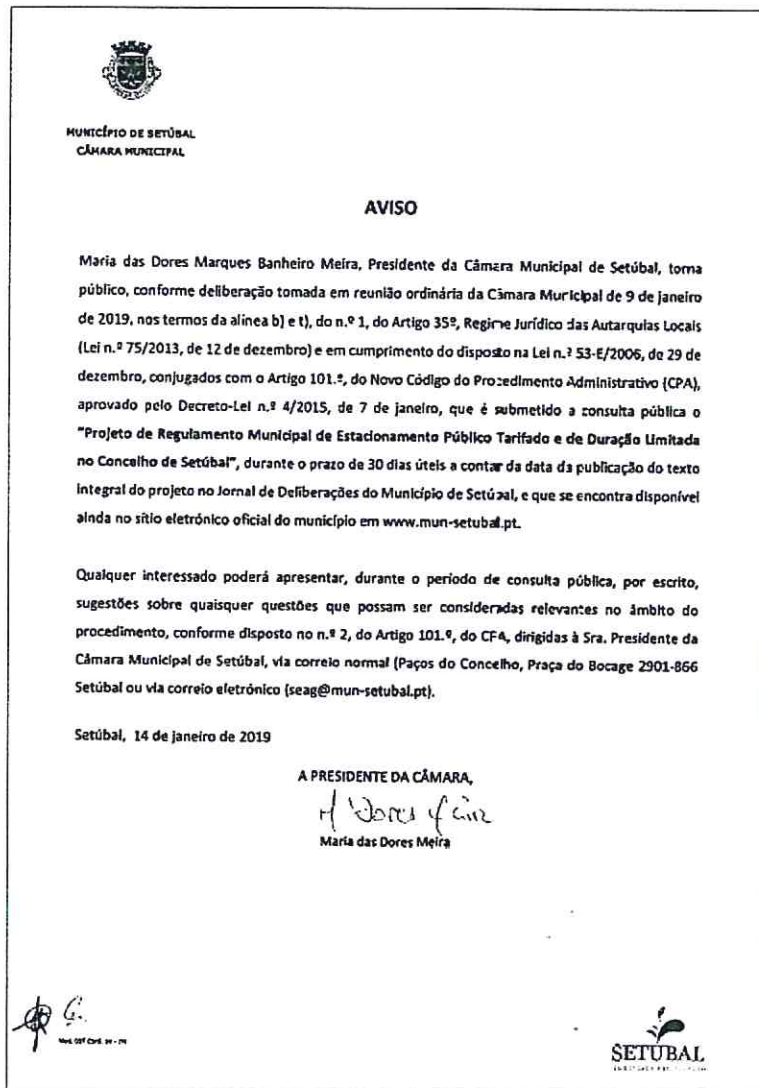 MUNICÍPIO DE SETÚBAL
CÂMARA MUNICIPAL
AVISO
Maria das Dores Marques Banheiro Meira, Presidente da Câmara Municipal de Setúbal, torna
público, conforme deliberação tomada em reunião ordinária da Câmara Municipal de 9 de janeiro
de 2019, nos termos da alínea b) e t), do n.º 1, do Artigo 35º, Regime Jurídico das Autarquias Locais
(Lei n.º 75/2013, de 12 de dezembro) e em cumprimento do disposto na Lei n.º 53-E/2006, de 29 de
dezembro, conjugados com o Artigo 101.º, do Novo Código do Procedimento Administrativo (CPA),
aprovado pelo Decreto-Lei n.º 4/2015, de 7 de janeiro, que é submetido a consulta pública o
"Projeto de Regulamento Municipal de Estacionamento Público Tarifado e de Duração Limitada
no Concelho de Setúbal", durante o prazo de 30 dias úteis a contar da data da publicação do texto
integral do projeto no Jornal de Deliberações do Município de Setúbal, e que se encontra disponível
ainda no sítio eletrónico oficial do município em www.mun-setubal.pt.
Qualquer interessado poderá apresentar, durante o período de consulta pública, por escrito,
sugestões sobre quaisquer questões que possam ser consideradas relevantes no âmbito do
procedimento, conforme disposto no n.º 2, do Artigo 101.º, do CPA, dirigidas à Sra. Presidente da
Câmara Municipal de Setúbal, via correio normal (Paços do Concelho, Praça do Bocage 2901-866
Setúbal ou via correio eletrónico (seag@mun-setubal.pt).
Setúbal, 14 de janeiro de 2019
A PRESIDENTE DA CÂMARA,
Maria das Dores Meira
SETÚBAL